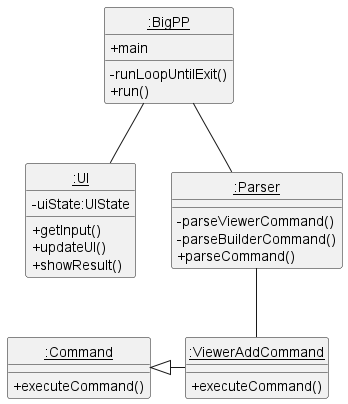 :BigPP
+main
-runLoopUntilExit()
+run()
:UI
-uiState:UIState
+getInput()
+updateUI()
+showResult()
:Parser
-parseViewerCommand()
-parseBuilderCommand()
+parseCommand()
:Command
+executeCommand()
:ViewerAddCommand
+executeCommand()